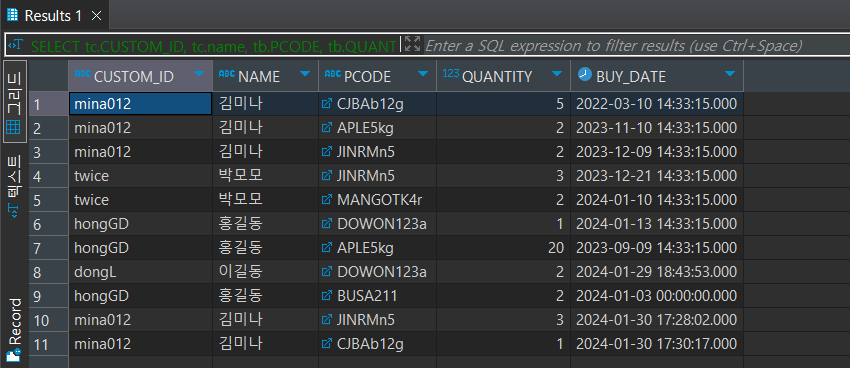 Results 1
SELECT tc.CUSTOM_ID, tc.name, tb.PCODE, tb.QUANT Enter a SQL expression to filter results (use Ctrl+Space)
그리드
텍스트
Record
ABC CUSTOM_ID ABC NAME ABC PCODE 123 QUANTITY BUY_DATE
1 mina012 김미나 CJBAb12g 5 2022-03-10 14:33:15.000
2 mina012 김미나 APLE5kg 2 2023-11-10 14:33:15.000
3 mina012 김미나 JINRMn5 2 2023-12-09 14:33:15.000
4 twice 박모모 JINRMn5 3 2023-12-21 14:33:15.000
5 twice 박모모 MANGOTK4r 2 2024-01-10 14:33:15.000
6 hongGD 홍길동 DOWON123a 1 2024-01-13 14:33:15.000
7 hongGD 홍길동 APLE5kg 20 2023-09-09 14:33:15.000
8 dongL 이길동 DOWON123a 2 2024-01-29 18:43:53.000
9 hongGD 홍길동 BUSA211 2 2024-01-03 00:00:00.000
10 mina012 김미나 JINRMn5 3 2024-01-30 17:28:02.000
11 mina012 김미나 CJBAb12g 1 2024-01-30 17:30:17.000